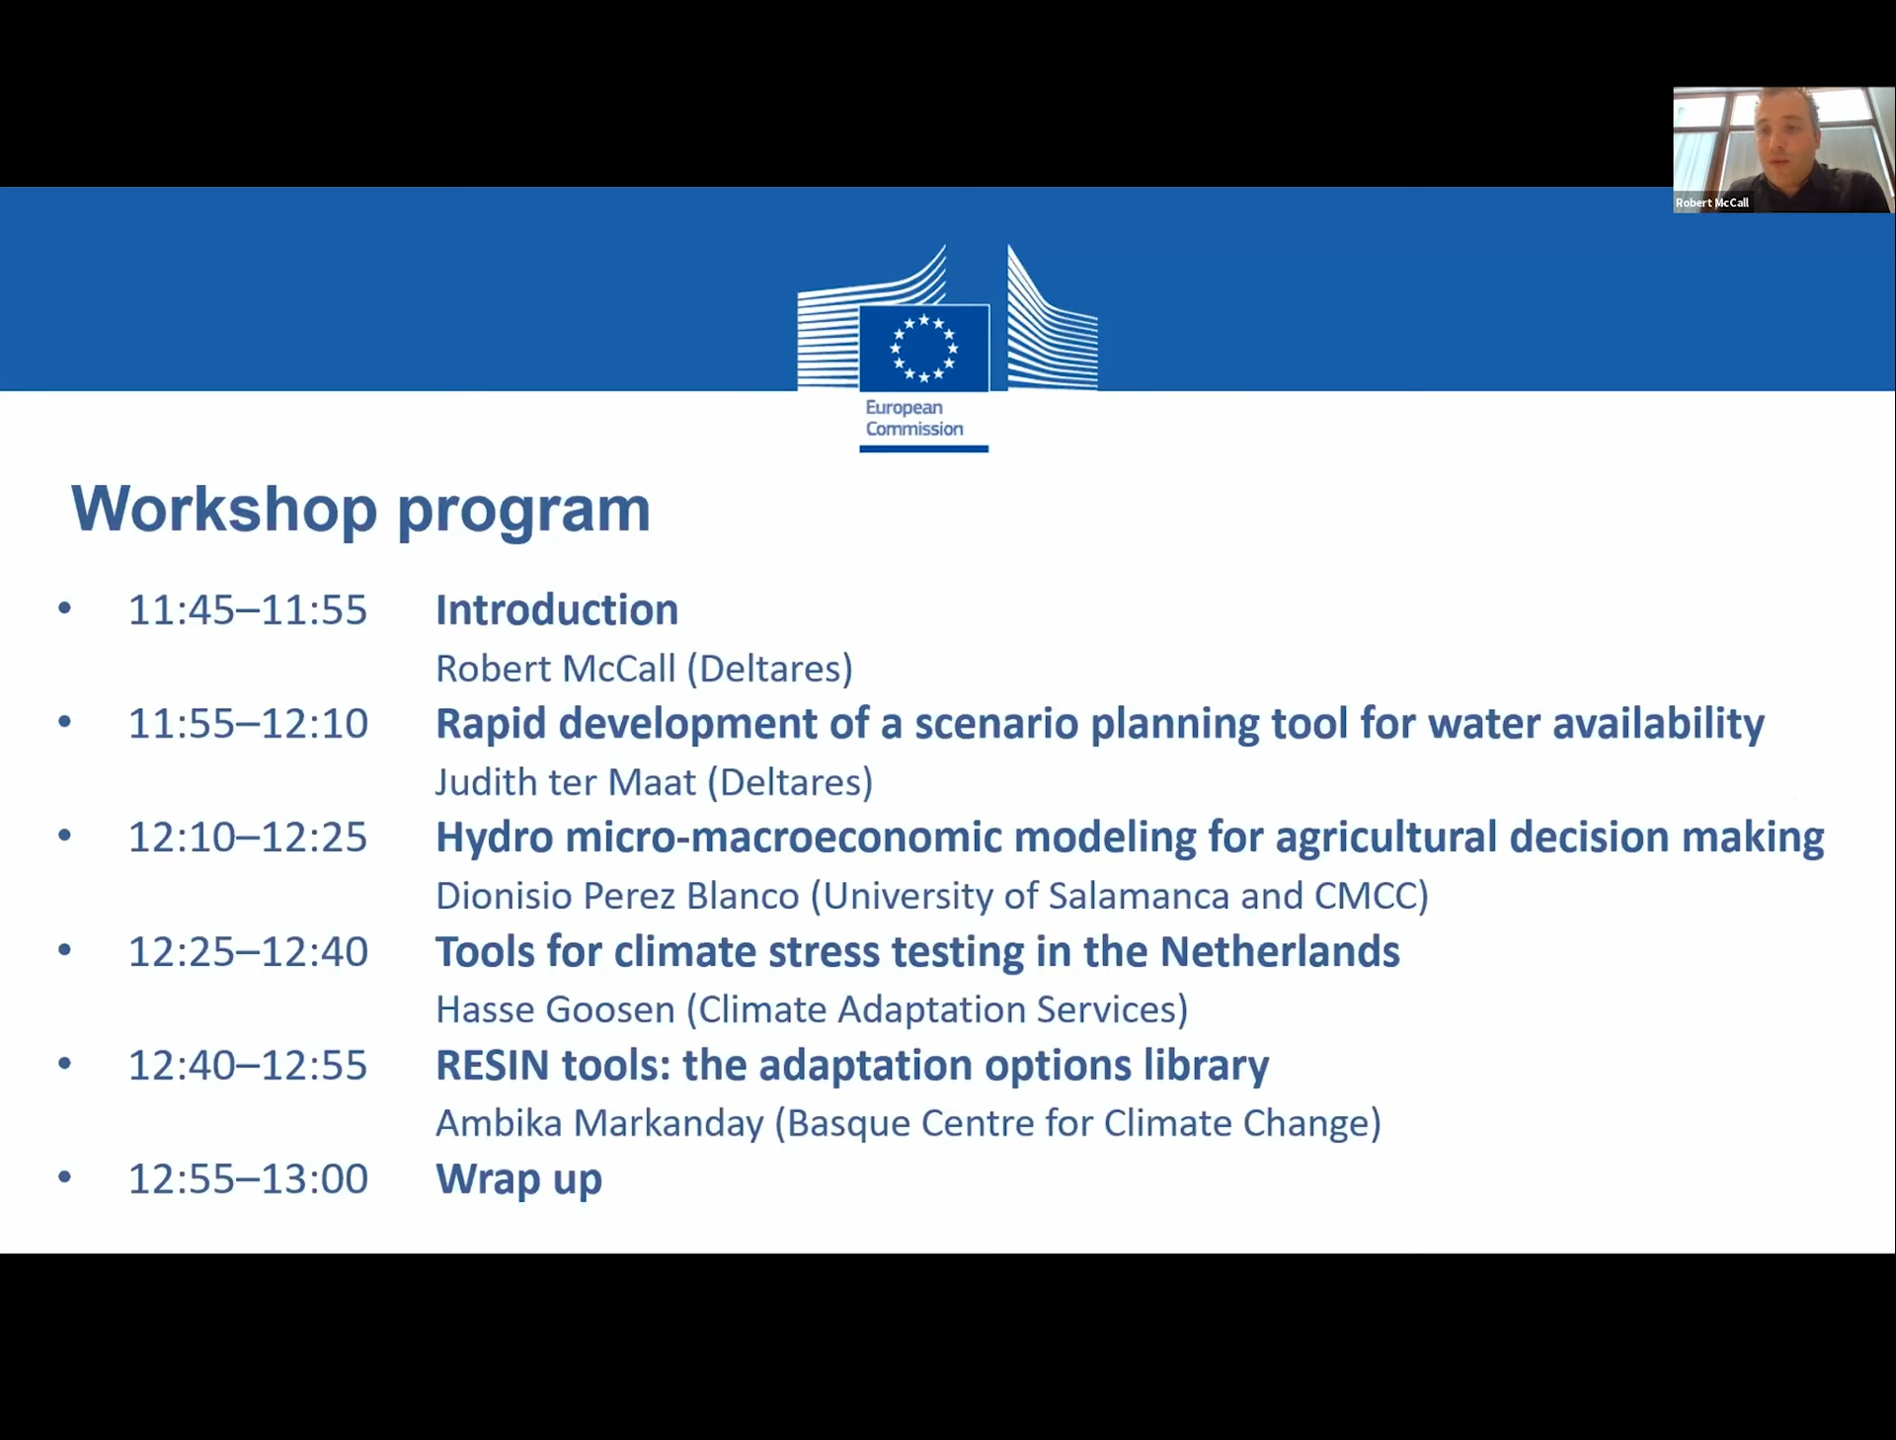 Robert McCall
European
Commission
Workshop program
• 11:45–11:55 Introduction
Robert McCall (Deltares)
• 11:55–12:10 Rapid development of a scenario planning tool for water availability
Judith ter Maat (Deltares)
• 12:10–12:25 Hydro micro-macroeconomic modeling for agricultural decision making
Dionisio Perez Blanco (University of Salamanca and CMCC)
• 12:25–12:40 Tools for climate stress testing in the Netherlands
Hasse Goosen (Climate Adaptation Services)
• 12:40–12:55 RESIN tools: the adaptation options library
Ambika Markanday (Basque Centre for Climate Change)
• 12:55–13:00 Wrap up